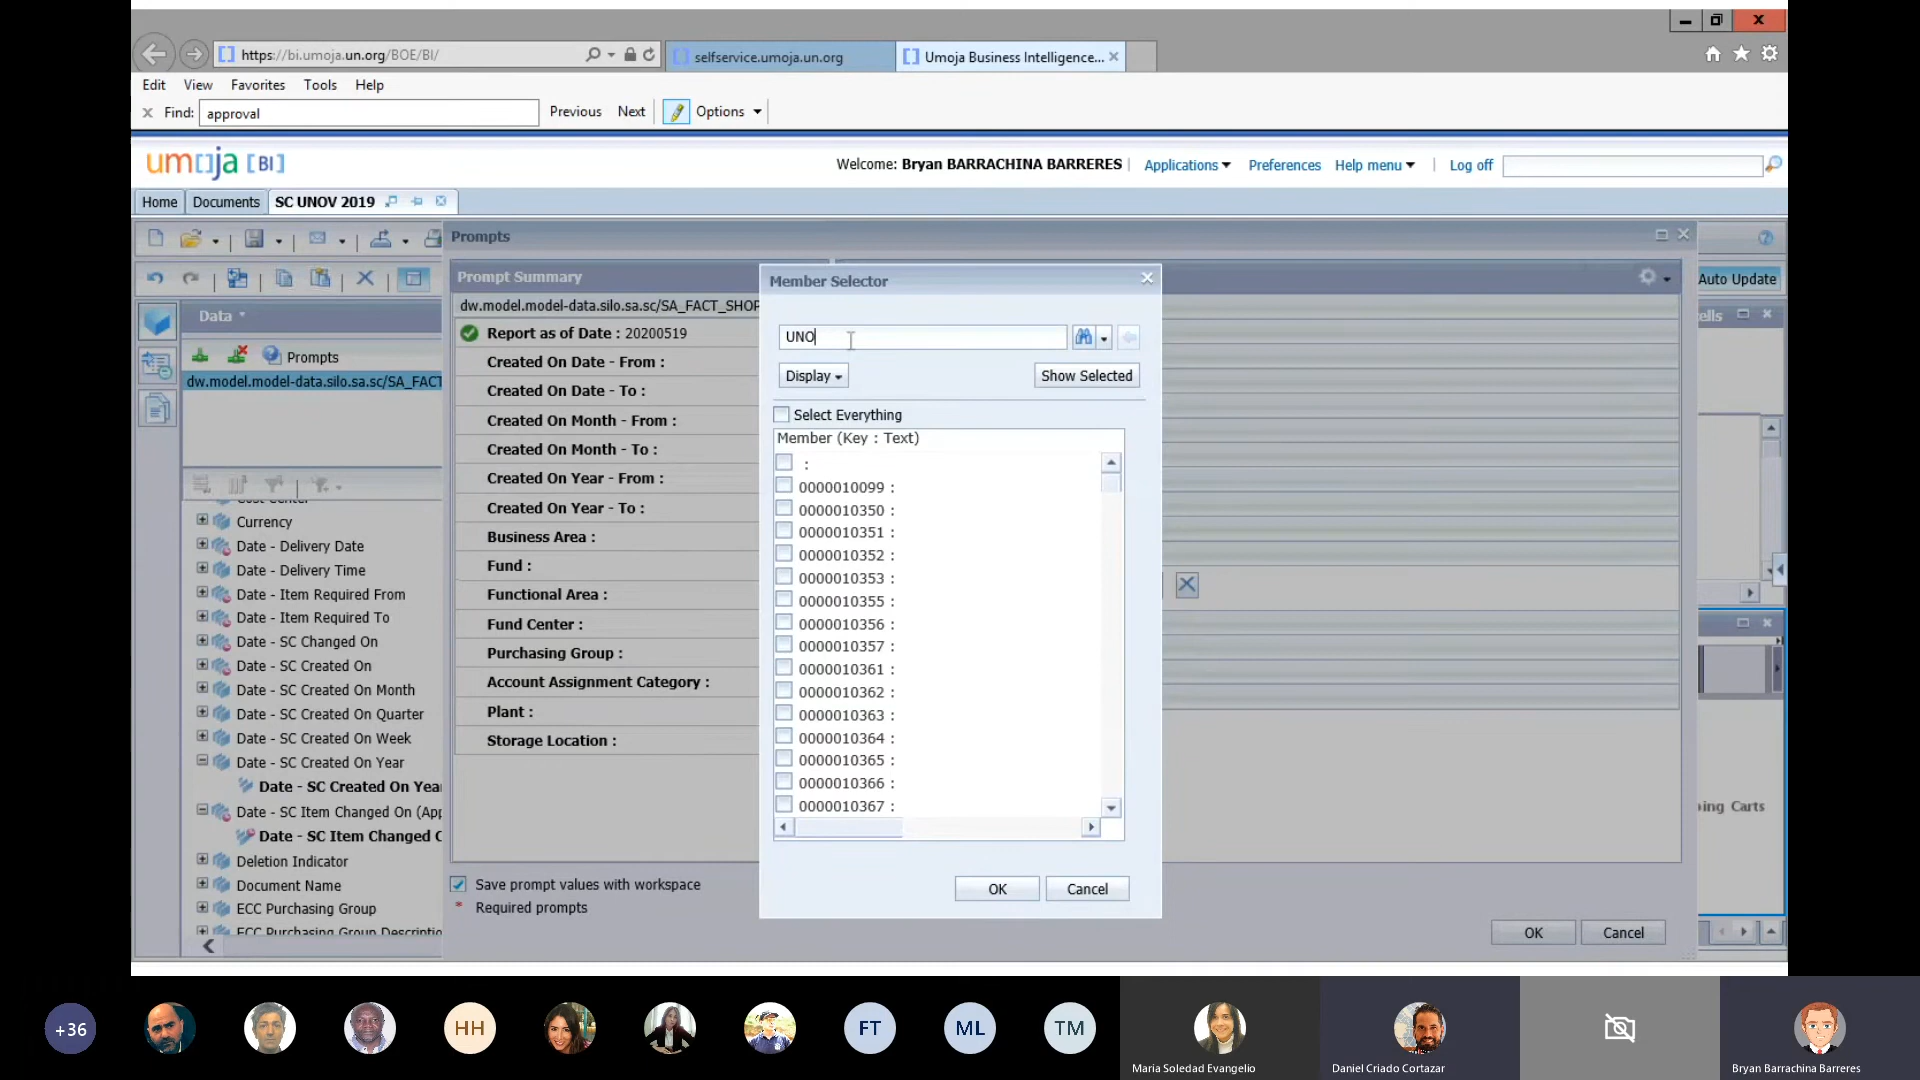 https://bi.umoja.un.org/BOE/BI/
selfservice.umoja.un.org
Umoja Business Intelligence...
Edit View Favorites Tools Help
Find: approval Previous Next Options
um[]ja [BI]
Welcome: Bryan BARRACHINA BARRERES Applications Preferences Help menu Log off
Home Documents SC UNOV 2019
Prompts
Auto Update
Data
Prompts
dw.model.model-data.silo.sa.sc/SA_FACT
Cost Center
Currency
Date - Delivery Date
Date - Delivery Time
Date - Item Required From
Date - Item Required To
Date - SC Changed On
Date - SC Created On
Date - SC Created On Month
Date - SC Created On Quarter
Date - SC Created On Week
Date - SC Created On Year
Date - SC Created On Yea
Date - SC Item Changed On (App
Date - SC Item Changed O
Deletion Indicator
Document Name
ECC Purchasing Group
ECC Purchasing Group Descriptio
Prompt Summary
dw.model.model-data.silo.sa.sc/SA_FACT_SHOP
Report as of Date : 20200519
Created On Date - From :
Created On Date - To :
Created On Month - From :
Created On Month - To :
Created On Year - From :
Created On Year - To :
Business Area :
Fund :
Functional Area :
Fund Center :
Purchasing Group :
Account Assignment Category :
Plant :
Storage Location :
Save prompt values with workspace
* Required prompts
Member Selector
UNO
Display Show Selected
Select Everything
Member (Key : Text)
:
0000010099 :
0000010350 :
0000010351 :
0000010352 :
0000010353 :
0000010355 :
0000010356 :
0000010357 :
0000010361 :
0000010362 :
0000010363 :
0000010364 :
0000010365 :
0000010366 :
0000010367 :
OK Cancel
OK Cancel
ells
ing Carts
+36
HH
FT
ML
TM
Maria Soledad Evangelio
Daniel Criado Cortazar
Bryan Barrachina Barreres